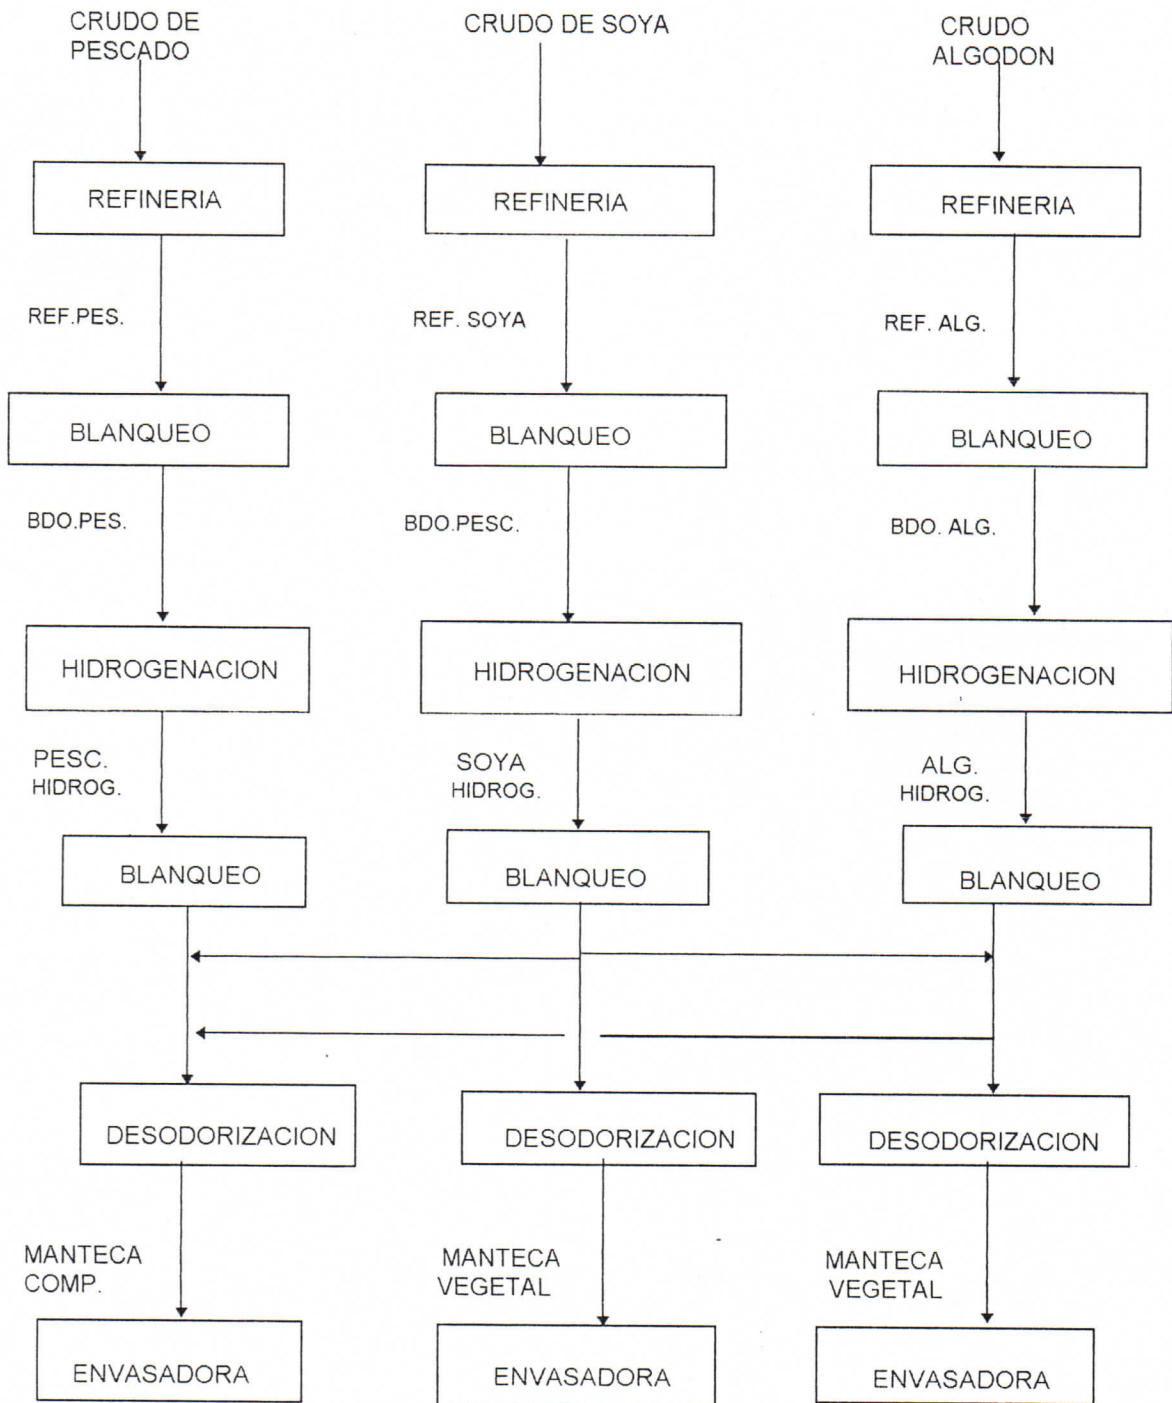 CRUDO DE
PESCADO
CRUDO DE SOYA
CRUDO
ALGODON
REFINERIA
REFINERIA
REFINERIA
REF.PES.
REF. SOYA
REF. ALG.
BLANQUEO
BLANQUEO
BLANQUEO
BDO.PES.
BDO.PESC.
BDO. ALG.
HIDROGENACION
HIDROGENACION
HIDROGENACION
PESC.
HIDROG.
SOYA
HIDROG.
ALG.
HIDROG.
BLANQUEO
BLANQUEO
BLANQUEO
DESODORIZACION
DESODORIZACION
DESODORIZACION
MANTECA
COMP.
MANTECA
VEGETAL
MANTECA
VEGETAL
ENVASADORA
ENVASADORA
ENVASADORA